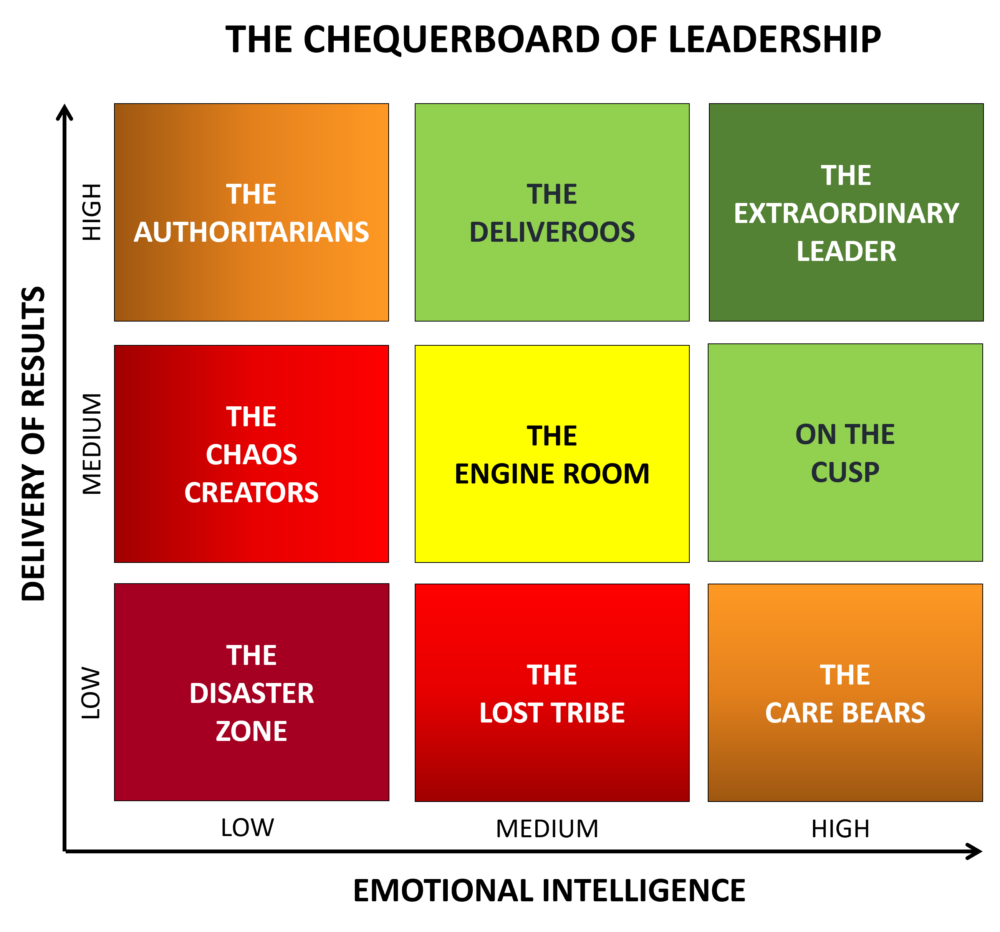 THE CHEQUERBOARD OF LEADERSHIP
DELIVERY OF RESULTS
HIGH
THE
AUTHORITARIANS
THE
DELIVEROOS
THE
EXTRAORDINARY
LEADER
MEDIUM
THE
CHAOS
CREATORS
THE
ENGINE ROOM
ON THE
CUSP
LOW
THE
DISASTER
ZONE
THE
LOST TRIBE
THE
CARE BEARS
LOW
MEDIUM
HIGH
EMOTIONAL INTELLIGENCE